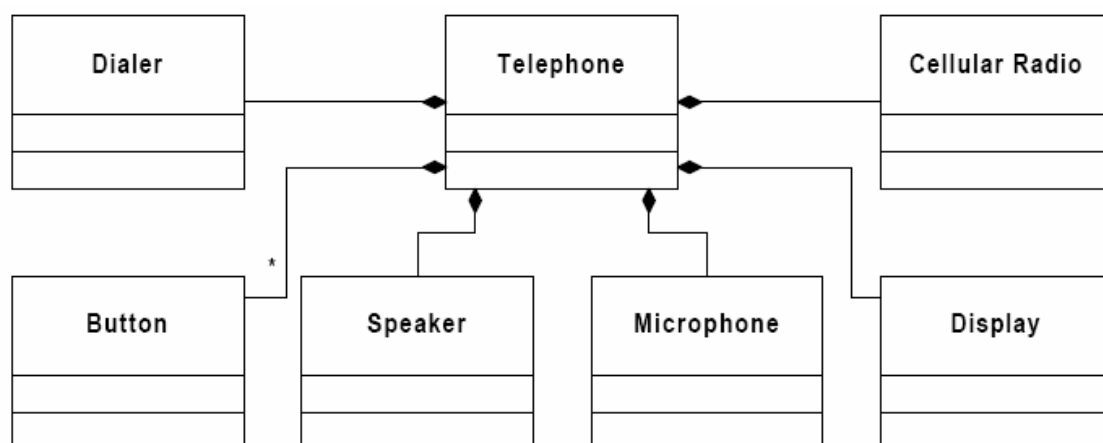 Dialer
Telephone
Cellular Radio
*
Button
Speaker
Microphone
Display